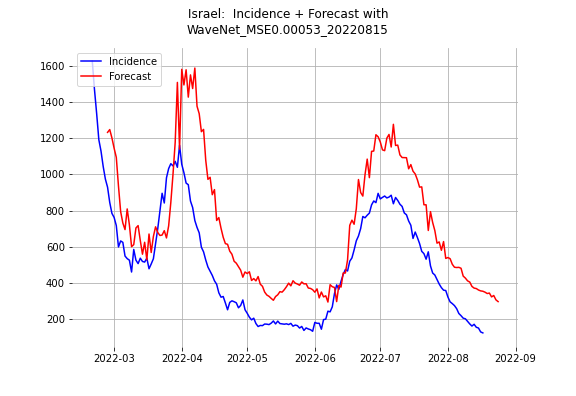 Israel:  Incidence + Forecast with
WaveNet_MSE0.00053_20220815
Incidence
Forecast
1600
1400
1200
1000
800
600
400
200
2022-03 2022-04 2022-05 2022-06 2022-07 2022-08 2022-09